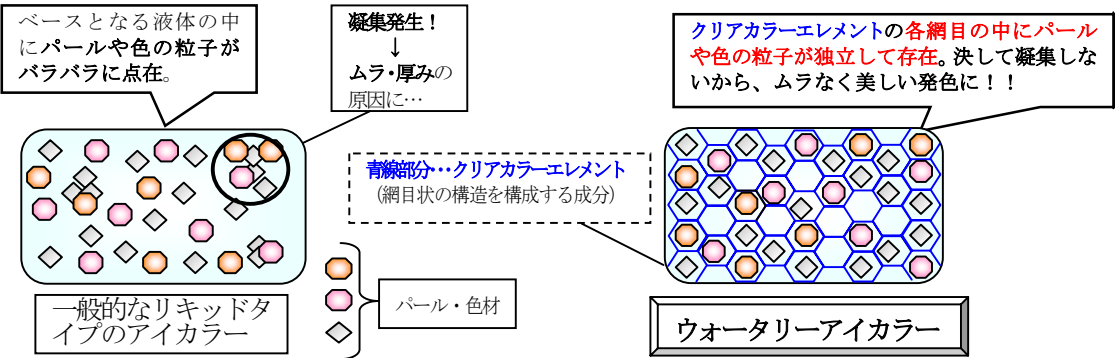 ベースとなる液体の中
にパールや色の粒子が
バラバラに点在。
凝集発生！
↓
ムラ・厚みの
原因に…
クリアカラーエレメントの各網目の中にパール
や色の粒子が独立して存在。決して凝集しな
いから、ムラなく美しい発色に！！
青線部分…クリアカラーエレメント
（網目状の構造を構成する成分）
パール・色材
一般的なリキッドタ
イプのアイカラー
ウォータリーアイカラー